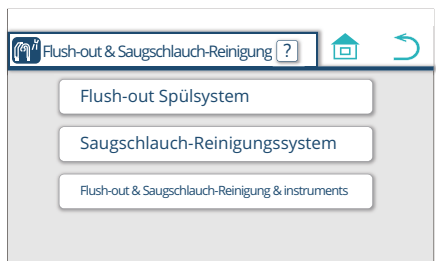 Flush-out & Saugschlauch-Reinigung ?
Flush-out Spülsystem
Saugschlauch-Reinigungssystem
Flush-out & Saugschlauch-Reinigung & instruments